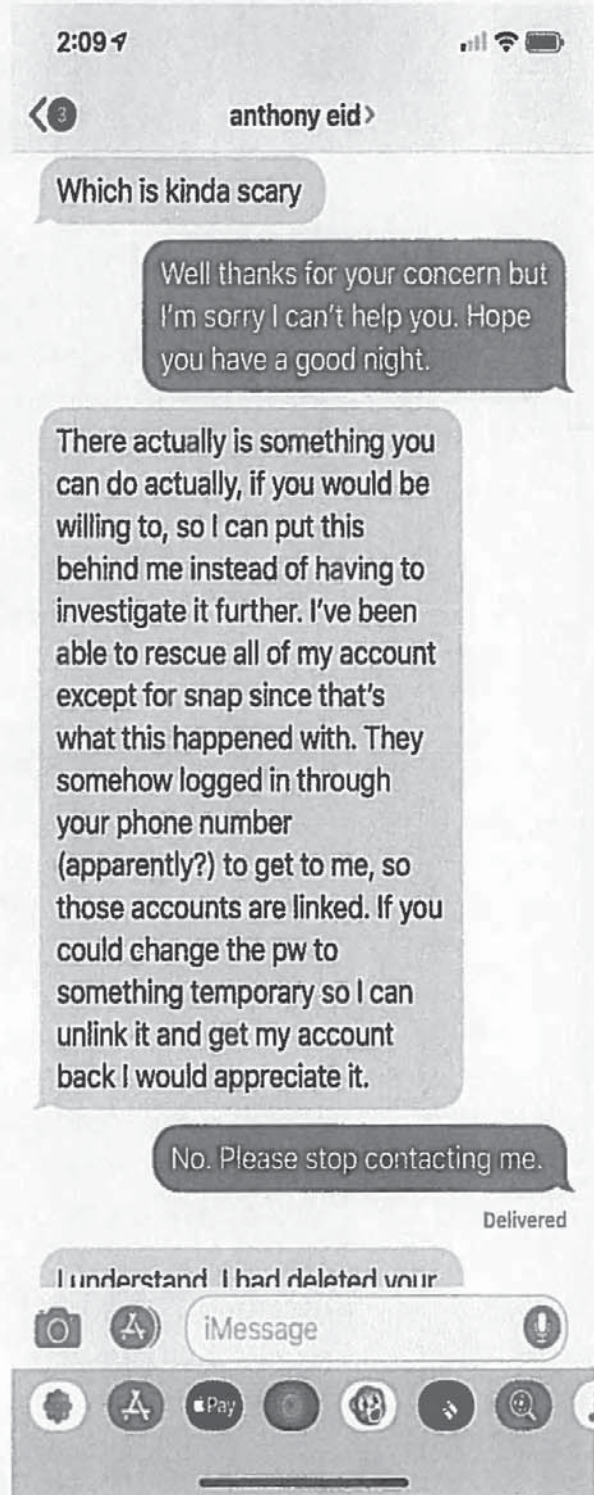 2:09
3
anthony eid
Which is kinda scary
Well thanks for your concern but
I'm sorry I can't help you. Hope
you have a good night.
There actually is something you
can do actually, if you would be
willing to, so I can put this
behind me instead of having to
investigate it further. I've been
able to rescue all of my account
except for snap since that's
what this happened with. They
somehow logged in through
your phone number
(apparently?) to get to me, so
those accounts are linked. If you
could change the pw to
something temporary so I can
unlink it and get my account
back I would appreciate it.
No. Please stop contacting me.
Delivered
I understand I had deleted your
iMessage
Pay